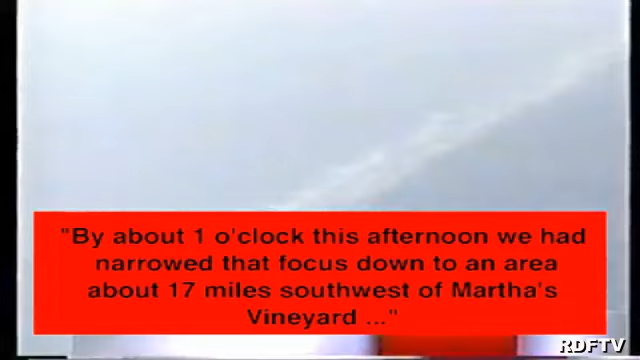 "By about 1 o'clock this afternoon we had
narrowed that focus down to an area
about 17 miles southwest of Martha's
Vineyard ..."
RDFTV